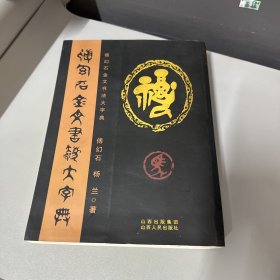 傅幻石金文书法大字典
傅幻石金文书法大字典
傅幻石 杨兰◎著
山西出版集团
山西人民出版社